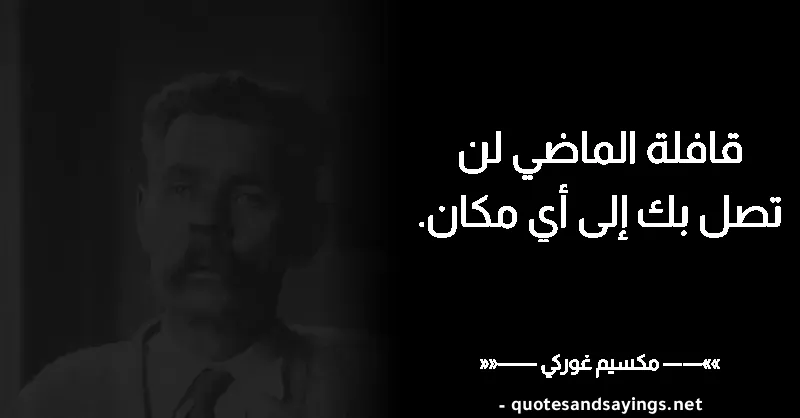 قافلة الماضي لن
تصل بك إلى أي مكان.
»»—— مكسيم غوركي ——««
- quotesandsayings.net